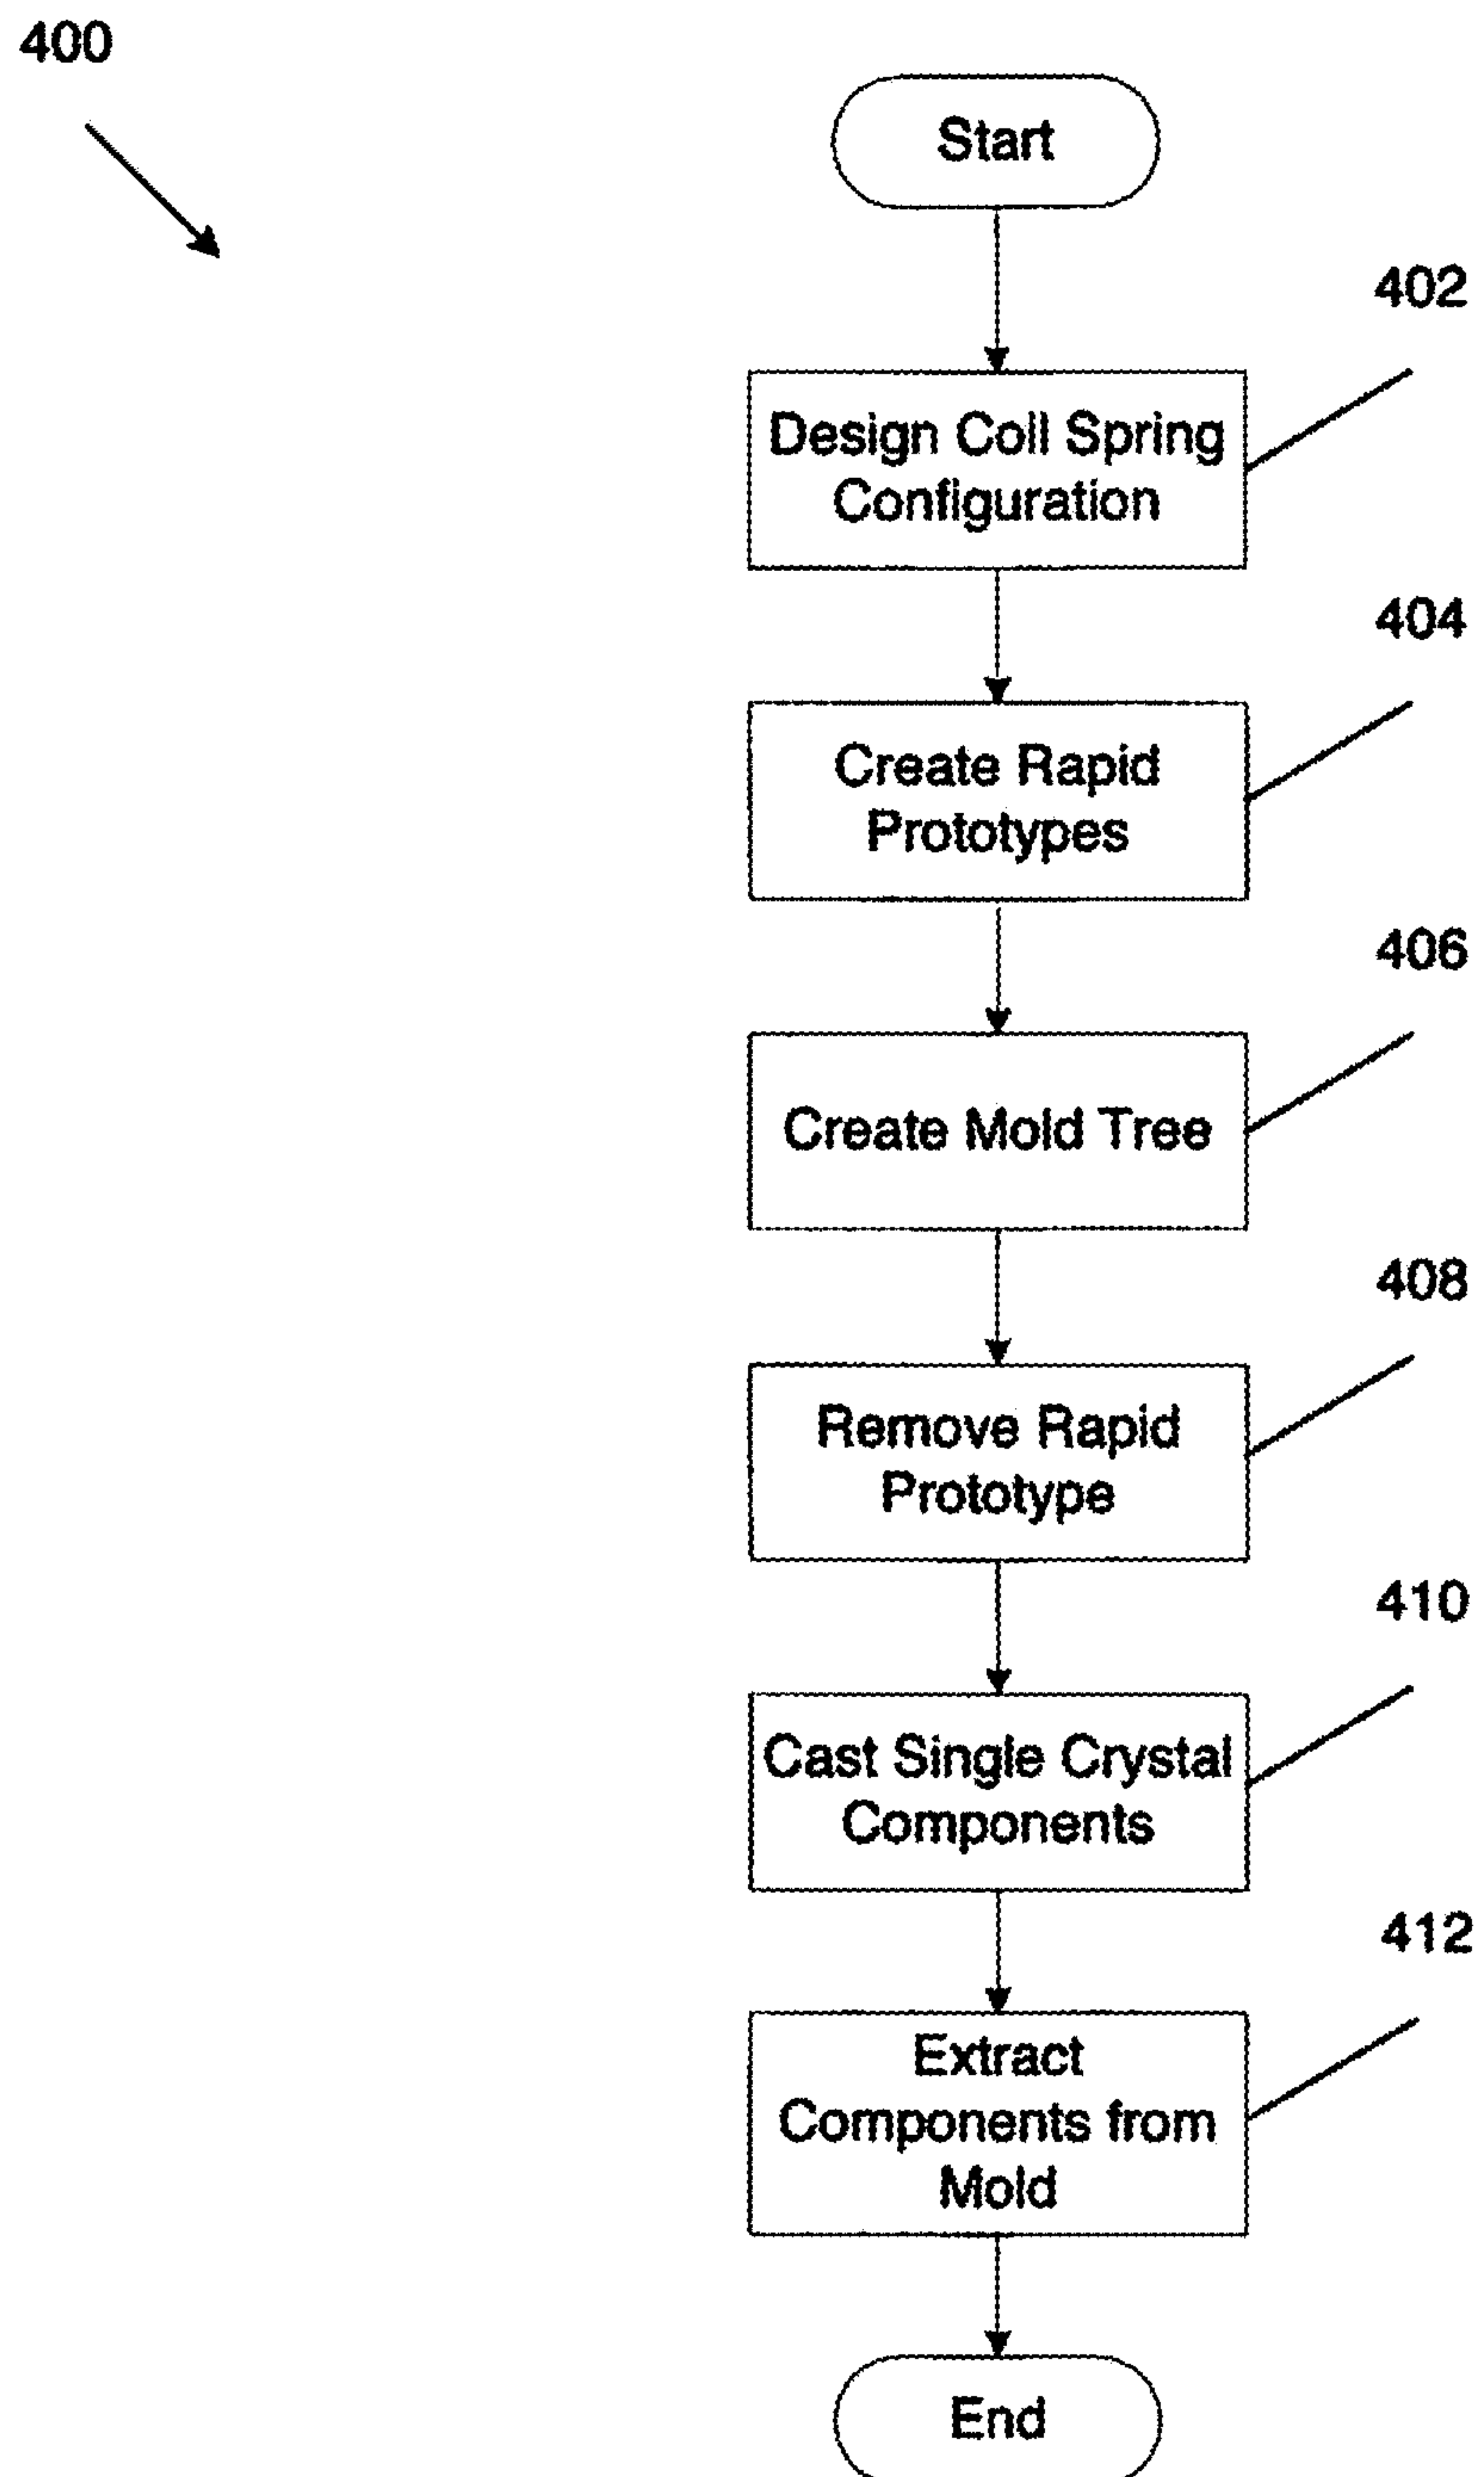 400
Start
402
Design Coil Spring
Configuration
404
Create Rapid
Prototypes
406
Create Mold Tree
408
Remove Rapid
Prototype
410
Cast Single Crystal
Components
412
Extract
Components from
Mold
End